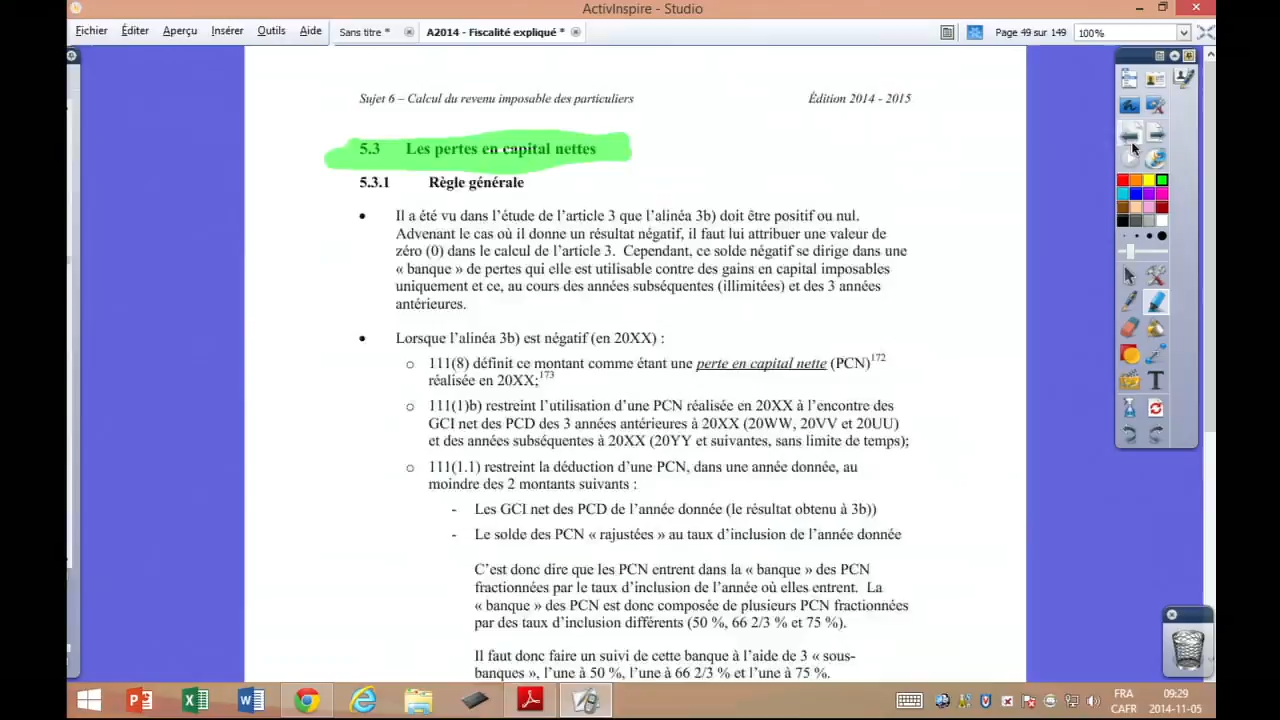 ActivInspire - Studio
Fichier Éditer Aperçu Insérer Outils Aide Sans titre * A2014 - Fiscalité expliqué * Page 49 sur 149 100%
Sujet 6 – Calcul du revenu imposable des particuliers Édition 2014 - 2015
5.3 Les pertes en capital nettes
5.3.1 Règle générale
• Il a été vu dans l'étude de l'article 3 que l'alinéa 3b) doit être positif ou nul.
Advenant le cas où il donne un résultat négatif, il faut lui attribuer une valeur de
zéro (0) dans le calcul de l'article 3. Cependant, ce solde négatif se dirige dans une
« banque » de pertes qui elle est utilisable contre des gains en capital imposables
uniquement et ce, au cours des années subséquentes (illimitées) et des 3 années
antérieures.
• Lorsque l'alinéa 3b) est négatif (en 20XX) :
o 111(8) définit ce montant comme étant une perte en capital nette (PCN)172
réalisée en 20XX;173
o 111(1)b) restreint l'utilisation d'une PCN réalisée en 20XX à l'encontre des
GCI net des PCD des 3 années antérieures à 20XX (20WW, 20VV et 20UU)
et des années subséquentes à 20XX (20YY et suivantes, sans limite de temps);
o 111(1.1) restreint la déduction d'une PCN, dans une année donnée, au
moindre des 2 montants suivants :
- Les GCI net des PCD de l'année donnée (le résultat obtenu à 3b))
- Le solde des PCN « rajustées » au taux d'inclusion de l'année donnée
C'est donc dire que les PCN entrent dans la « banque » des PCN
fractionnées par le taux d'inclusion de l'année où elles entrent. La
« banque » des PCN est donc composée de plusieurs PCN fractionnées
par des taux d'inclusion différents (50 %, 66 2/3 % et 75 %).
Il faut donc faire un suivi de cette banque à l'aide de 3 « sous-
banques », l'une à 50 %, l'une à 66 2/3 % et l'une à 75 %.
FRA 09:29
CAFR 2014-11-05